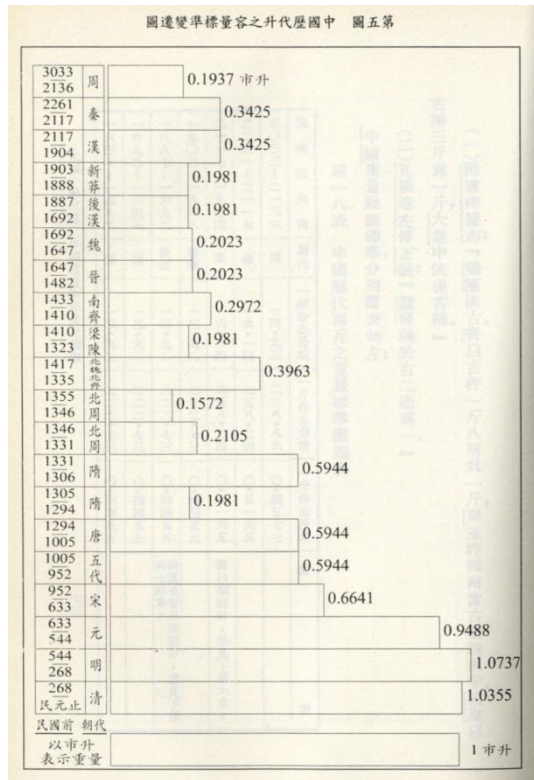 第五圖 中國歷代升之容量標準變遷圖
3033 2136 周 0.1937 市升
2261 2117 秦 0.3425
2117 1904 漢 0.3425
1903 1888 新莽 0.1981
1887 1692 後漢 0.1981
1692 1647 魏 0.2023
1647 1482 晉 0.2023
1433 1410 南齊 0.2972
1410 1323 梁陳 0.1981
1417 1335 北魏北齊 0.3963
1355 1346 北周 0.1572
1346 1331 北周 0.2105
1331 1306 隋 0.5944
1305 1294 隋 0.1981
1294 1005 唐 0.5944
1005 952 五代 0.5944
952 633 宋 0.6641
633 544 元 0.9488
544 268 明 1.0737
268 民元止 清 1.0355
民國前 朝代
以市升
表示重量
1 市升